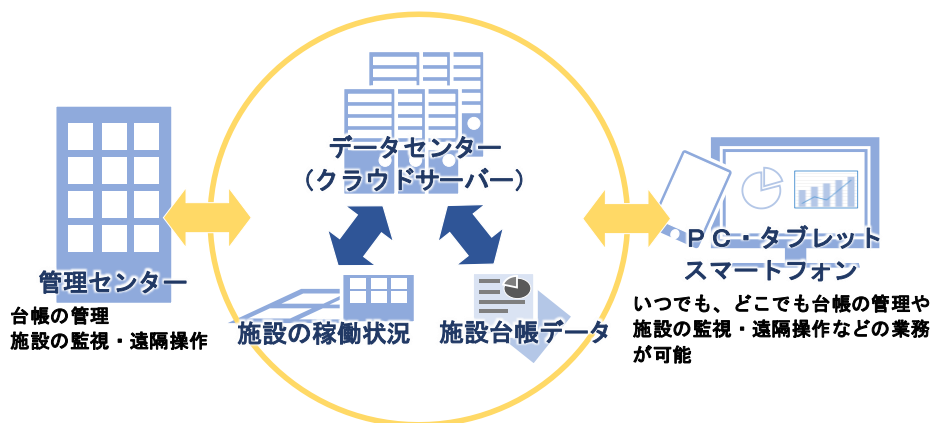 データセンター
（クラウドサーバー）
管理センター
台帳の管理
施設の監視・遠隔操作
施設の稼働状況
施設台帳データ
ＰＣ・タブレット
スマートフォン
いつでも、どこでも台帳の管理や
施設の監視・遠隔操作などの業務
が可能